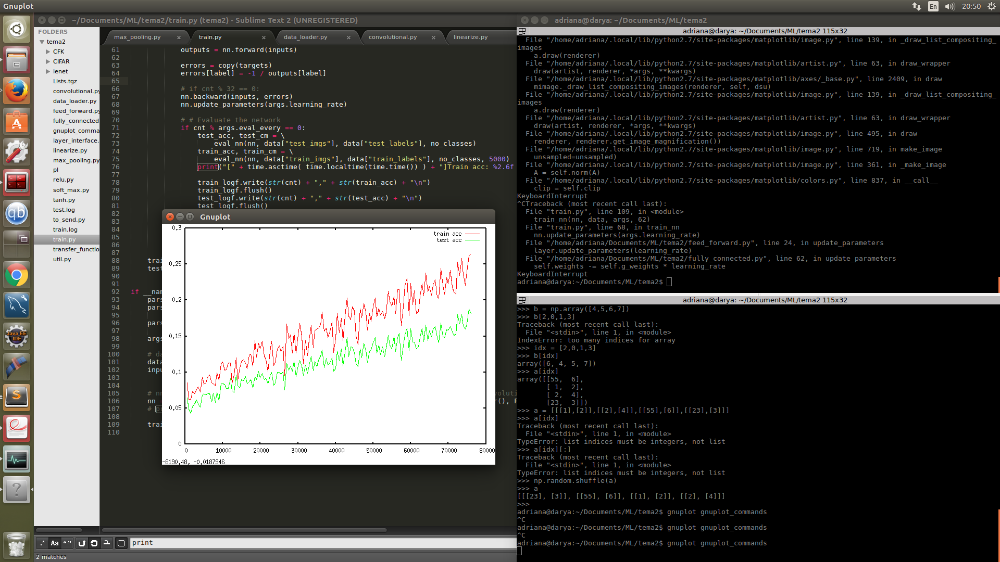 Gnuplot
En
20:50
~/Documents/ML/tema2/train.py (tema2) - Sublime Text 2 (UNREGISTERED)
FOLDERS
tema2
CFK
CIFAR
lenet
Lists.tgz
convolutional.py
data_loader.py
feed_forward.py
fully_connected
gnuplot_comma
layer_interface.
linearize.py
max_pooling.py
pl
relu.py
soft_max.py
tanh.py
test.log
to_send.py
train.log
train.py
transfer_functio
util.py
max_pooling.py
train.py
data_loader.py
convolutional.py
linearize.py
61 outputs = nn.forward(inputs)
62
63 errors = copy(targets)
64 errors[label] = -1 / outputs[label]
65
66 # if cnt % 32 == 0:
67 nn.backward(inputs, errors)
68 nn.update_parameters(args.learning_rate)
69
70 # # Evaluate the network
71 if cnt % args.eval_every == 0:
72 test_acc, test_cm = \
73 eval_nn(nn, data["test_imgs"], data["test_labels"], no_classes)
74 train_acc, train_cm = \
75 eval_nn(nn, data["train_imgs"], data["train_labels"], no_classes, 5000)
76 print("[" + time.asctime( time.localtime(time.time()) ) + "]Train acc: %2.6f
77
78 train_logf.write(str(cnt) + "," + str(train_acc) + "\n")
79 train_logf.flush()
80 test_logf.write(str(cnt) + "," + str(test_acc) + "\n")
81 test_logf.flush()
82
83
84
85
86
87
88 trai
89 test
90
91
92 if __nam
93 pars
94 pars
95
96 pars
97
98 args
99
100 # da
101 data
102 inpu
103
104
105 # nn volut
106 nn = r(), F
107 # p
108
109 trai
110
Gnuplot
train acc
test acc
0.3
0.25
0.2
0.15
0.1
0.05
0
0 10000 20000 30000 40000 50000 60000 70000 80000
-6190.48, -0.0187946
Aa
print
2 matches
adriana@darya: ~/Documents/ML/tema2
adriana@darya: ~/Documents/ML/tema2 115x32
File "/home/adriana/.local/lib/python2.7/site-packages/matplotlib/image.py", line 139, in _draw_list_compositing_
images
a.draw(renderer)
File "/home/adriana/.local/lib/python2.7/site-packages/matplotlib/artist.py", line 63, in draw_wrapper
draw(artist, renderer, *args, **kwargs)
File "/home/adriana/.local/lib/python2.7/site-packages/matplotlib/axes/_base.py", line 2409, in draw
mimage._draw_list_compositing_images(renderer, self, dsu)
File "/home/adriana/.local/lib/python2.7/site-packages/matplotlib/image.py", line 139, in _draw_list_compositing_
images
a.draw(renderer)
File "/home/adriana/.local/lib/python2.7/site-packages/matplotlib/artist.py", line 63, in draw_wrapper
draw(artist, renderer, *args, **kwargs)
File "/home/adriana/.local/lib/python2.7/site-packages/matplotlib/image.py", line 495, in draw
renderer, renderer.get_image_magnification())
File "/home/adriana/.local/lib/python2.7/site-packages/matplotlib/image.py", line 719, in make_image
unsampled=unsampled)
File "/home/adriana/.local/lib/python2.7/site-packages/matplotlib/image.py", line 361, in _make_image
A = self.norm(A)
File "/home/adriana/.local/lib/python2.7/site-packages/matplotlib/colors.py", line 837, in __call__
clip = self.clip
KeyboardInterrupt
^CTraceback (most recent call last):
File "train.py", line 109, in <module>
train_nn(nn, data, args, 62)
File "train.py", line 68, in train_nn
nn.update_parameters(args.learning_rate)
File "/home/adriana/Documents/ML/tema2/feed_forward.py", line 24, in update_parameters
layer.update_parameters(learning_rate)
File "/home/adriana/Documents/ML/tema2/fully_connected.py", line 62, in update_parameters
self.weights -= self.g_weights * learning_rate
KeyboardInterrupt
adriana@darya:~/Documents/ML/tema2$
adriana@darya: ~/Documents/ML/tema2 115x32
>>> b = np.array([4,5,6,7])
>>> b[2,0,1,3]
Traceback (most recent call last):
File "<stdin>", line 1, in <module>
IndexError: too many indices for array
>>> idx = [2,0,1,3]
>>> b[idx]
array([6, 4, 5, 7])
>>> a[idx]
array([[55, 6],
[ 1, 2],
[ 2, 4],
[23, 3]])
>>> a = [[[1],[2]],[[2],[4]],[[55],[6]],[[23],[3]]]
>>> a[idx]
Traceback (most recent call last):
File "<stdin>", line 1, in <module>
TypeError: list indices must be integers, not list
>>> a[idx][:]
Traceback (most recent call last):
File "<stdin>", line 1, in <module>
TypeError: list indices must be integers, not list
>>> np.random.shuffle(a)
>>> a
[[[23], [3]], [[55], [6]], [[1], [2]], [[2], [4]]]
>>>
adriana@darya:~/Documents/ML/tema2$ gnuplot gnuplot_commands
^C
adriana@darya:~/Documents/ML/tema2$ gnuplot gnuplot_commands
^C
adriana@darya:~/Documents/ML/tema2$ gnuplot gnuplot_commands